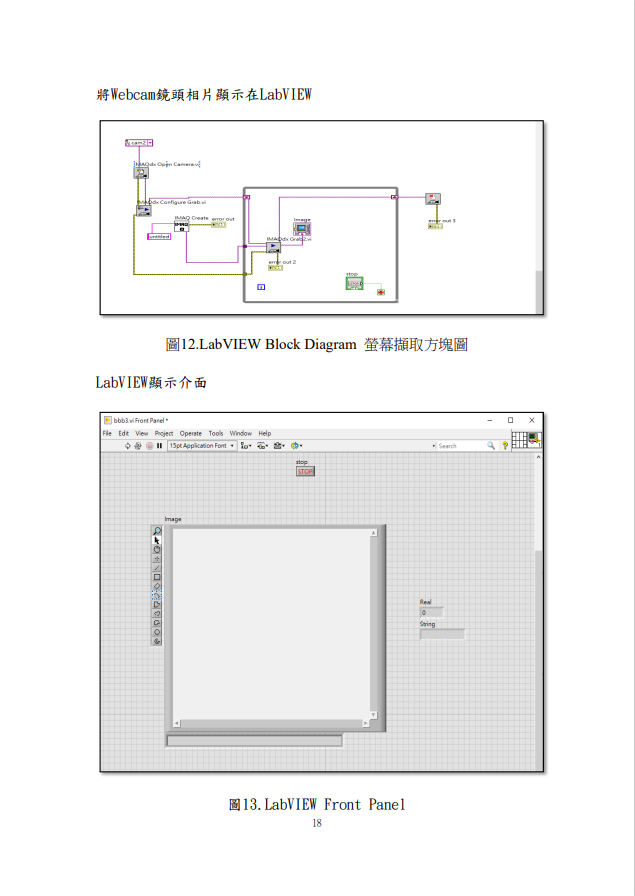 將Webcam鏡頭相片顯示在LabVIEW
cam2
IMAQdx Open Camera.vi
IMAQdx Configure Grab.vi
IMAQ Create
error out
untitled
Image
IMAQdx Grab2.vi
error out 2
error out 3
stop
i
圖12.LabVIEW Block Diagram 螢幕擷取方塊圖
LabVIEW顯示介面
bbb3.vi Front Panel *
File Edit View Project Operate Tools Window Help
15pt Application Font
Search
stop
STOP
Image
Real
0
String
圖13.LabVIEW Front Panel
18